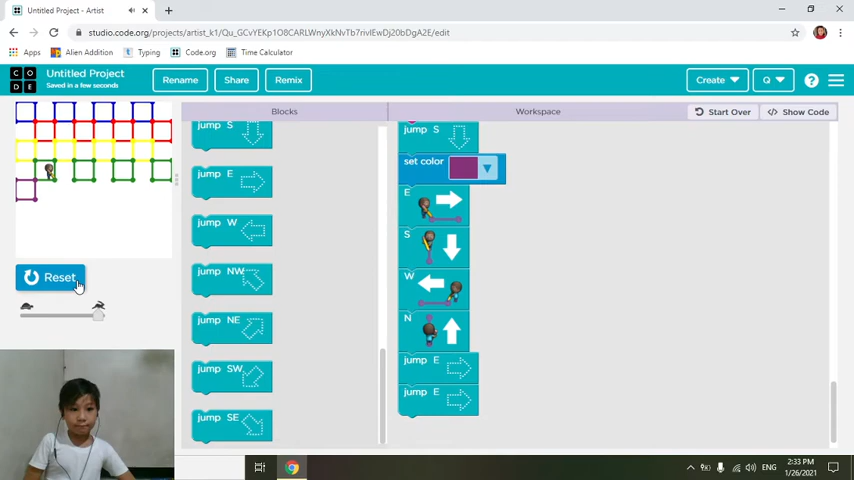 Untitled Project - Artist
studio.code.org/projects/artist_k1/Qu_GCvYEKp1O8CARLWnyXkNvTb7rivlEwDj20bDgA2E/edit
Apps
Alien Addition
Typing
Code.org
Time Calculator
CO
DE
Untitled Project
Saved in a few seconds
Rename
Share
Remix
Create
Q
?
Blocks
Workspace
Start Over
Show Code
jump S
jump E
jump W
jump NW
jump NE
jump SW
jump SE
jump S
set color
E
S
W
N
jump E
jump E
Reset
ENG
2:33 PM
1/26/2021